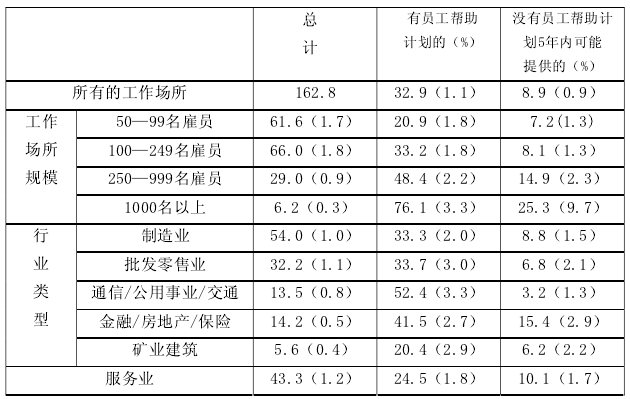 总计 有员工帮助计划的（%） 没有员工帮助计划5年内可能提供的（%）
所有的工作场所 162.8 32.9（1.1） 8.9（0.9）
工作场所规模 50—99名雇员 61.6（1.7） 20.9（1.8） 7.2(1.3)
100—249名雇员 66.0（1.8） 33.2（1.8） 8.1（1.3）
250—999名雇员 29.0（0.9） 48.4（2.2） 14.9（2.3）
1000名以上 6.2（0.3） 76.1（3.3） 25.3（9.7）
行业类型 制造业 54.0（1.0） 33.3（2.0） 8.8（1.5）
批发零售业 32.2（1.1） 33.7（3.0） 6.8（2.1）
通信/公用事业/交通 13.5（0.8） 52.4（3.3） 3.2（1.3）
金融/房地产/保险 14.2（0.5） 41.5（2.7） 15.4（2.9）
矿业建筑 5.6（0.4） 20.4（2.9） 6.2（2.2）
服务业 43.3（1.2） 24.5（1.8） 10.1（1.7）